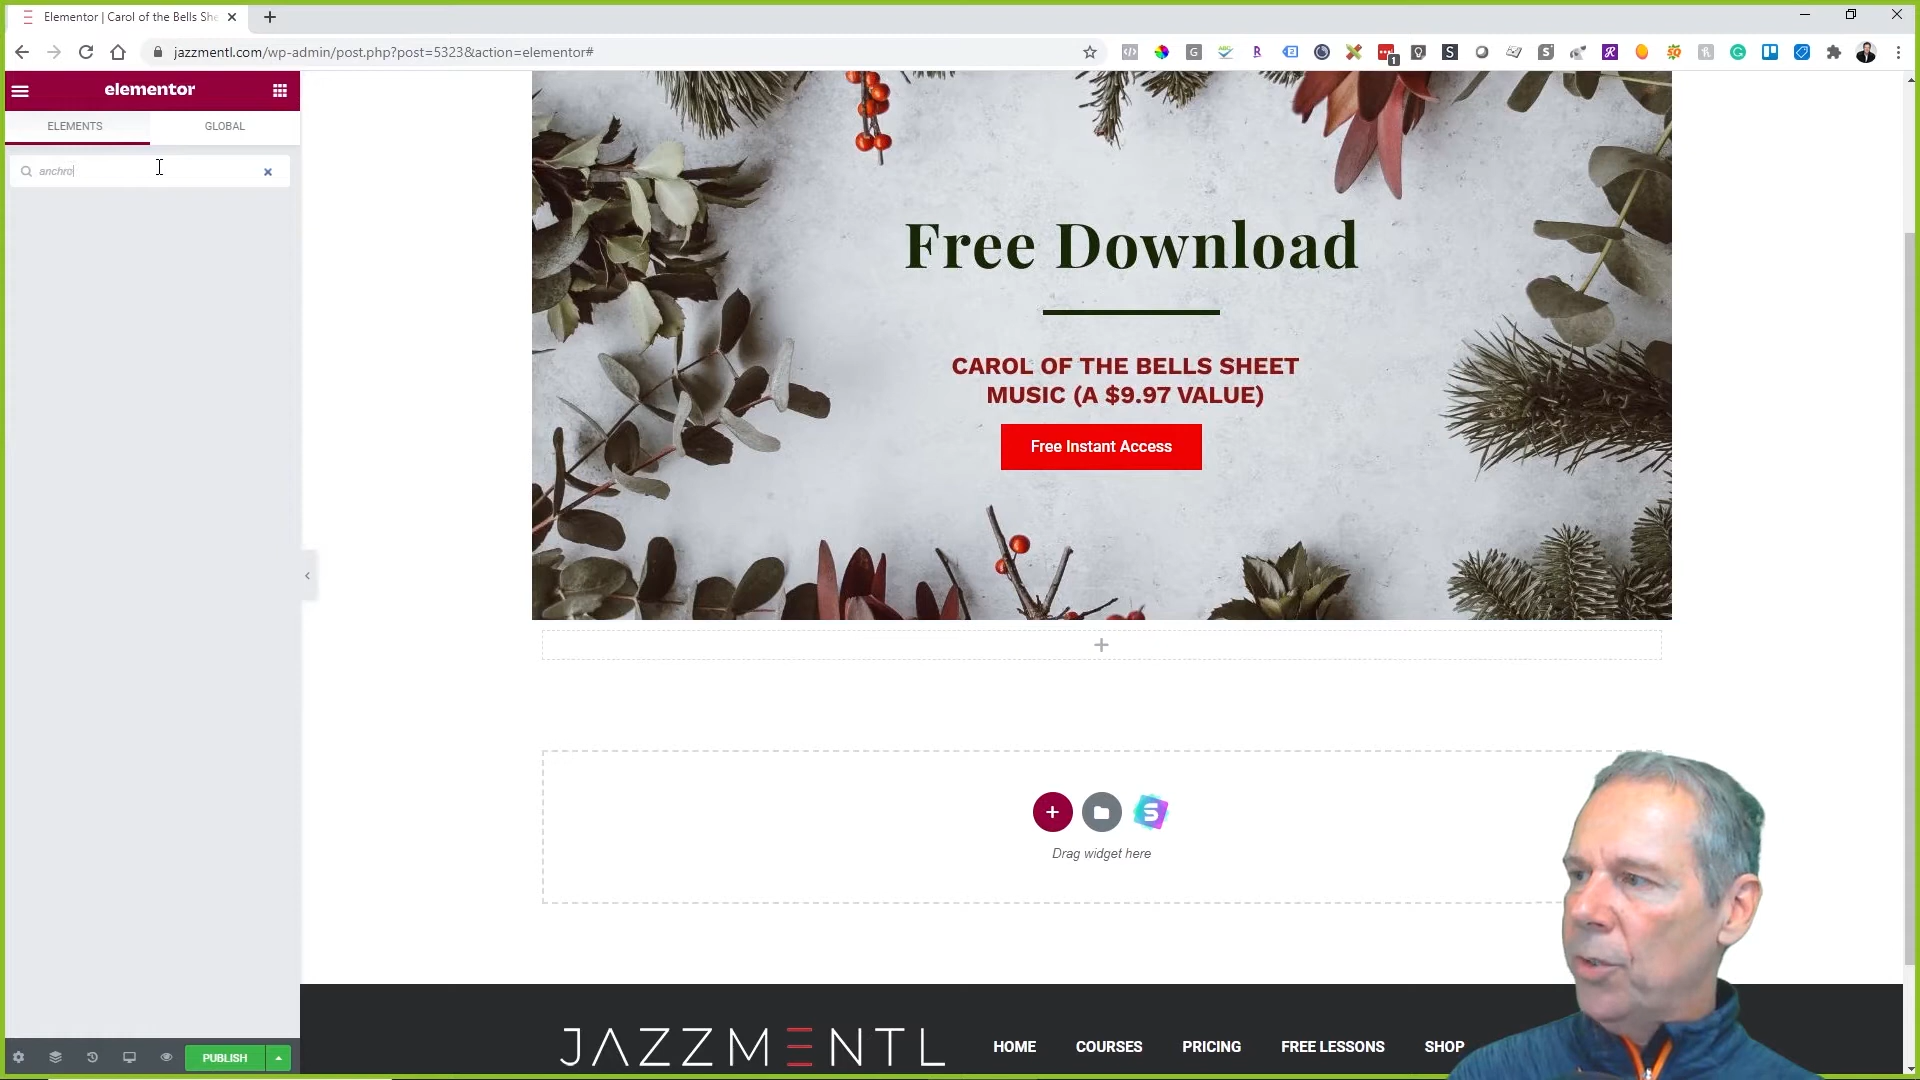 Elementor | Carol of the Bells She
jazzmentl.com/wp-admin/post.php?post=5323&action=elementor#
elementor
ELEMENTS
GLOBAL
anchro
Free Download
CAROL OF THE BELLS SHEET
MUSIC (A $9.97 VALUE)
Free Instant Access
Drag widget here
PUBLISH
JAZZMENTL
HOME
COURSES
PRICING
FREE LESSONS
SHOP